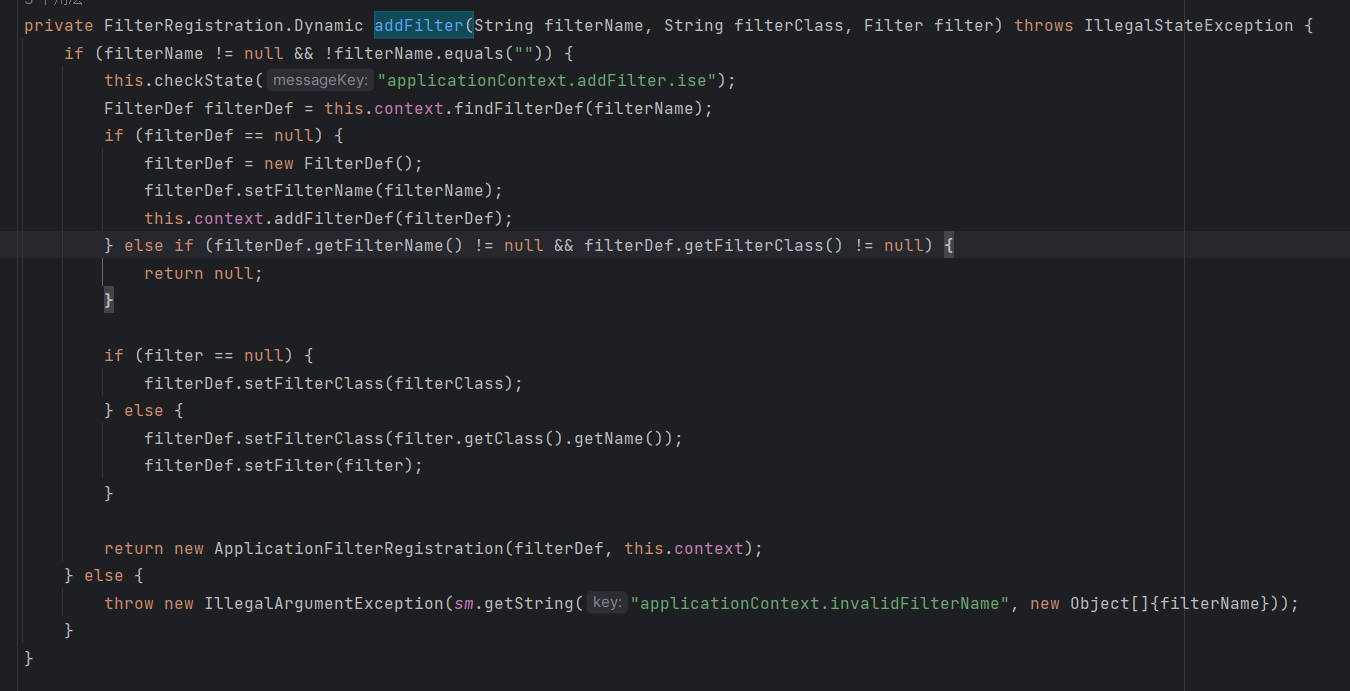 private FilterRegistration.Dynamic addFilter(String filterName, String filterClass, Filter filter) throws IllegalStateException {
    if (filterName != null && !filterName.equals("")) {
        this.checkState( messageKey: "applicationContext.addFilter.ise");
        FilterDef filterDef = this.context.findFilterDef(filterName);
        if (filterDef == null) {
            filterDef = new FilterDef();
            filterDef.setFilterName(filterName);
            this.context.addFilterDef(filterDef);
        } else if (filterDef.getFilterName() != null && filterDef.getFilterClass() != null) {
            return null;
        }

        if (filter == null) {
            filterDef.setFilterClass(filterClass);
        } else {
            filterDef.setFilterClass(filter.getClass().getName());
            filterDef.setFilter(filter);
        }

        return new ApplicationFilterRegistration(filterDef, this.context);
    } else {
        throw new IllegalArgumentException(sm.getString( key: "applicationContext.invalidFilterName", new Object[]{filterName}));
    }
}